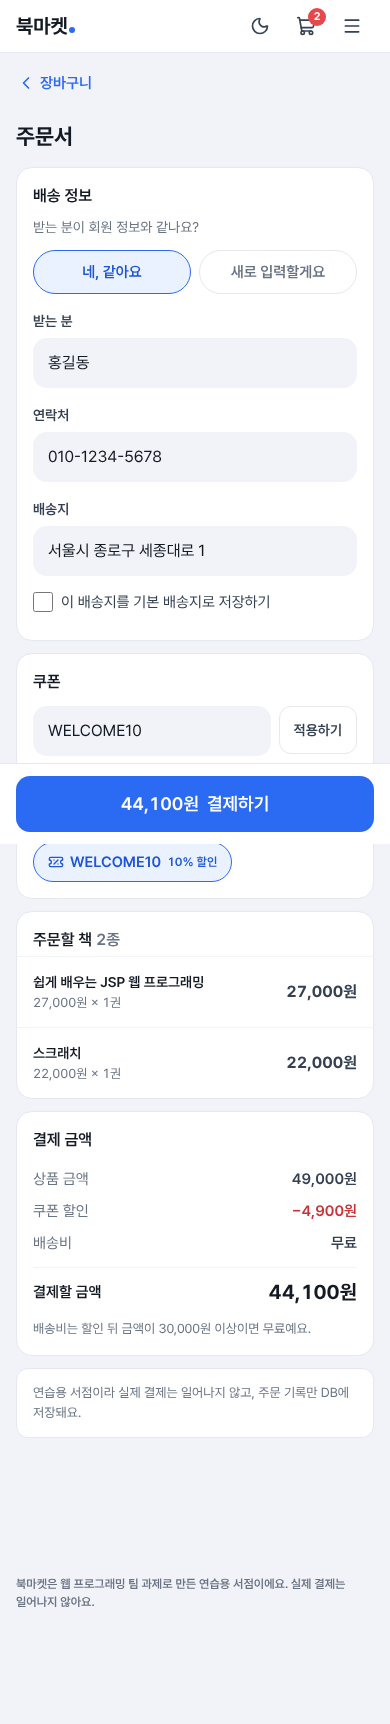 북마켓.
2
장바구니
주문서
배송 정보
받는 분이 회원 정보와 같나요?
네, 같아요
새로 입력할게요
받는 분
홍길동
연락처
010-1234-5678
배송지
서울시 종로구 세종대로 1
이 배송지를 기본 배송지로 저장하기
쿠폰
WELCOME10
적용하기
44,100원 결제하기
WELCOME10 10% 할인
주문할 책 2종
쉽게 배우는 JSP 웹 프로그래밍
27,000원 × 1권
27,000원
스크래치
22,000원 × 1권
22,000원
결제 금액
상품 금액 49,000원
쿠폰 할인 −4,900원
배송비 무료
결제할 금액 44,100원
배송비는 할인 뒤 금액이 30,000원 이상이면 무료예요.
연습용 서점이라 실제 결제는 일어나지 않고, 주문 기록만 DB에
저장돼요.
북마켓은 웹 프로그래밍 팀 과제로 만든 연습용 서점이에요. 실제 결제는
일어나지 않아요.